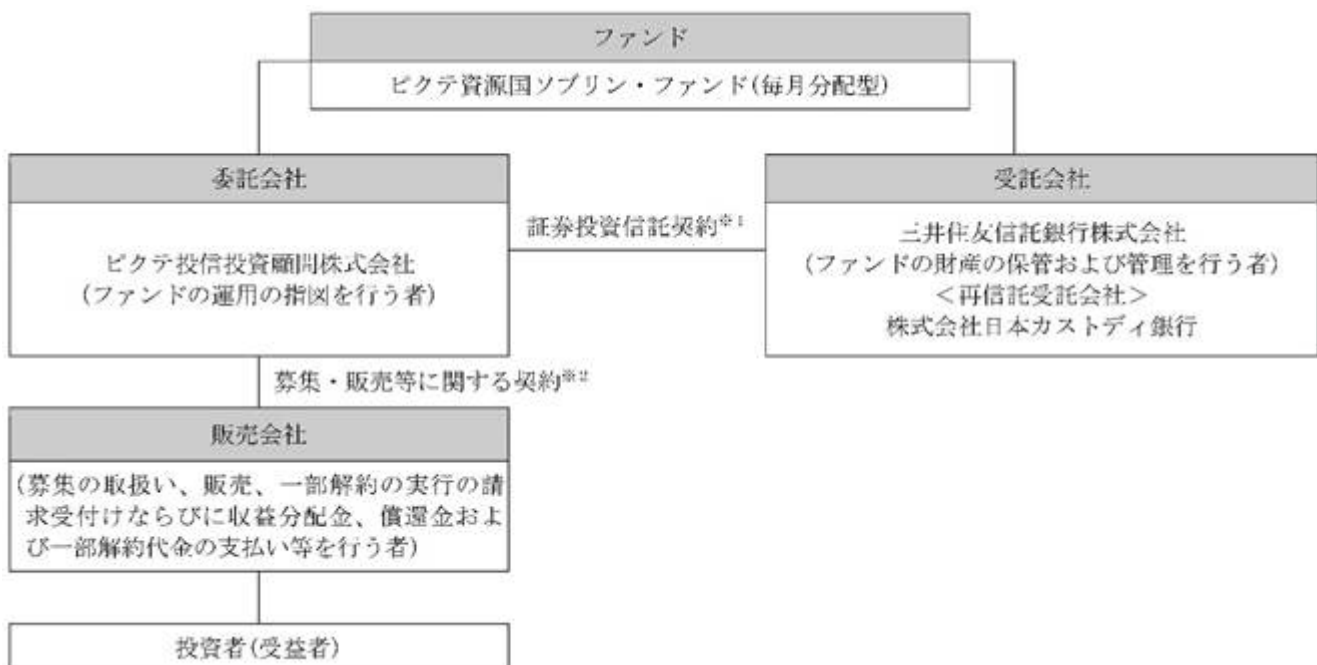 ファンド
ピクテ資源国ソブリン・ファンド(毎月分配型)
委託会社
ピクテ投信投資顧問株式会社
(ファンドの運用の指図を行う者)
証券投資信託契約※1
受託会社
三井住友信託銀行株式会社
(ファンドの財産の保管および管理を行う者)
＜再信託受託会社＞
株式会社日本カストディ銀行
募集・販売等に関する契約※2
販売会社
(募集の取扱い、販売、一部解約の実行の請
求受付けならびに収益分配金、償還金およ
び一部解約代金の支払い等を行う者)
投資者(受益者)